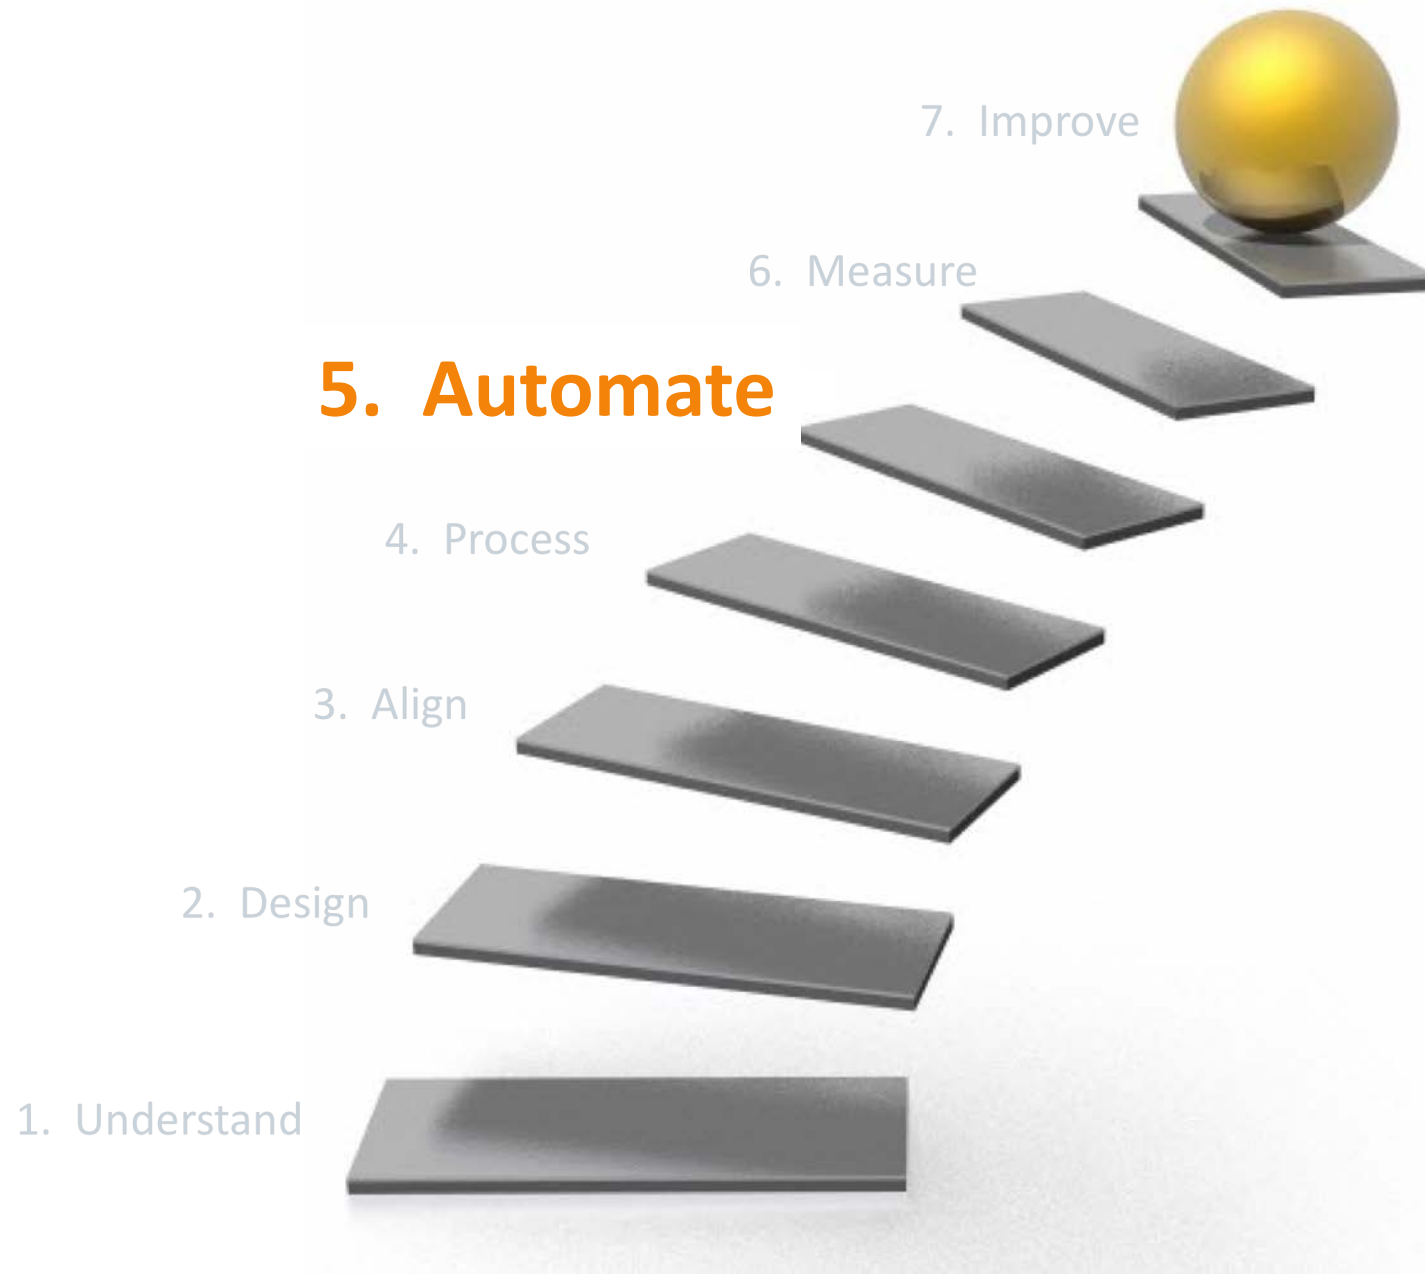 7. Improve
6. Measure
5. Automate
4. Process
3. Align
2. Design
1. Understand